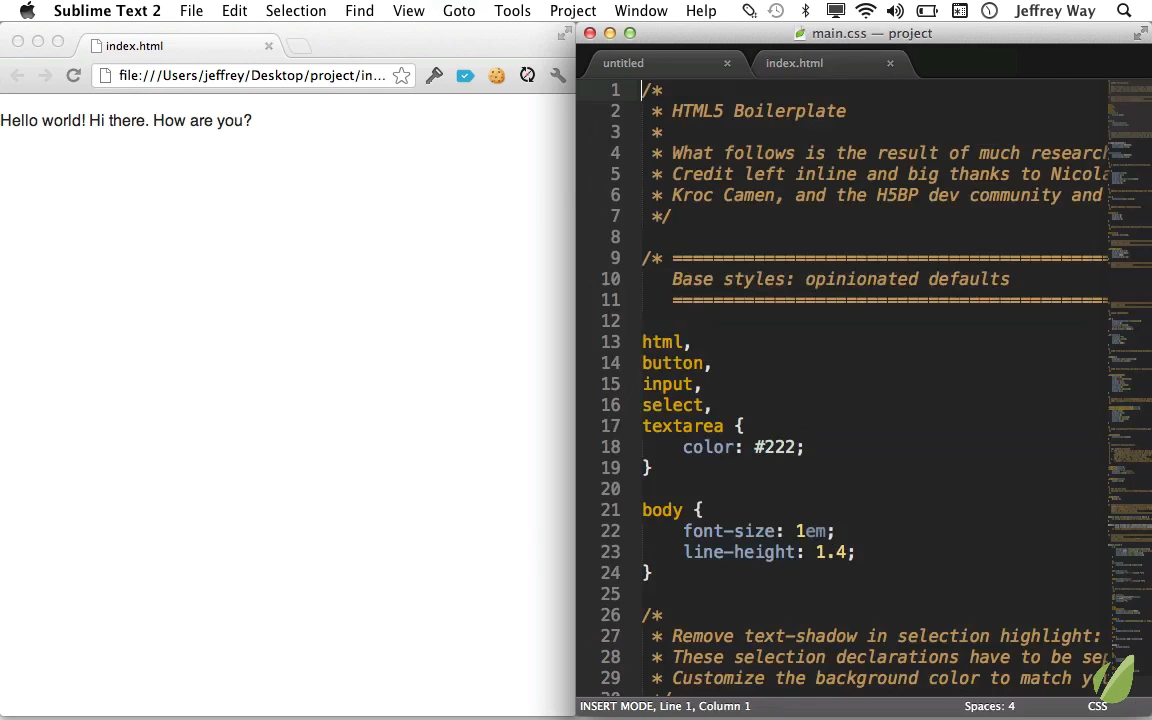 Sublime Text 2 File Edit Selection Find View Goto Tools Project Window Help Jeffrey Way
index.html
file:///Users/jeffrey/Desktop/project/in...
Hello world! Hi there. How are you?
main.css — project
untitled index.html
1 /*
2 * HTML5 Boilerplate
3 *
4 * What follows is the result of much research
5 * Credit left inline and big thanks to Nicola
6 * Kroc Camen, and the H5BP dev community and
7 */
8
9 /* ==========================================
10 Base styles: opinionated defaults
11 ==========================================
12
13 html,
14 button,
15 input,
16 select,
17 textarea {
18 color: #222;
19 }
20
21 body {
22 font-size: 1em;
23 line-height: 1.4;
24 }
25
26 /*
27 * Remove text-shadow in selection highlight:
28 * These selection declarations have to be sep
29 * Customize the background color to match y
INSERT MODE, Line 1, Column 1 Spaces: 4 CSS